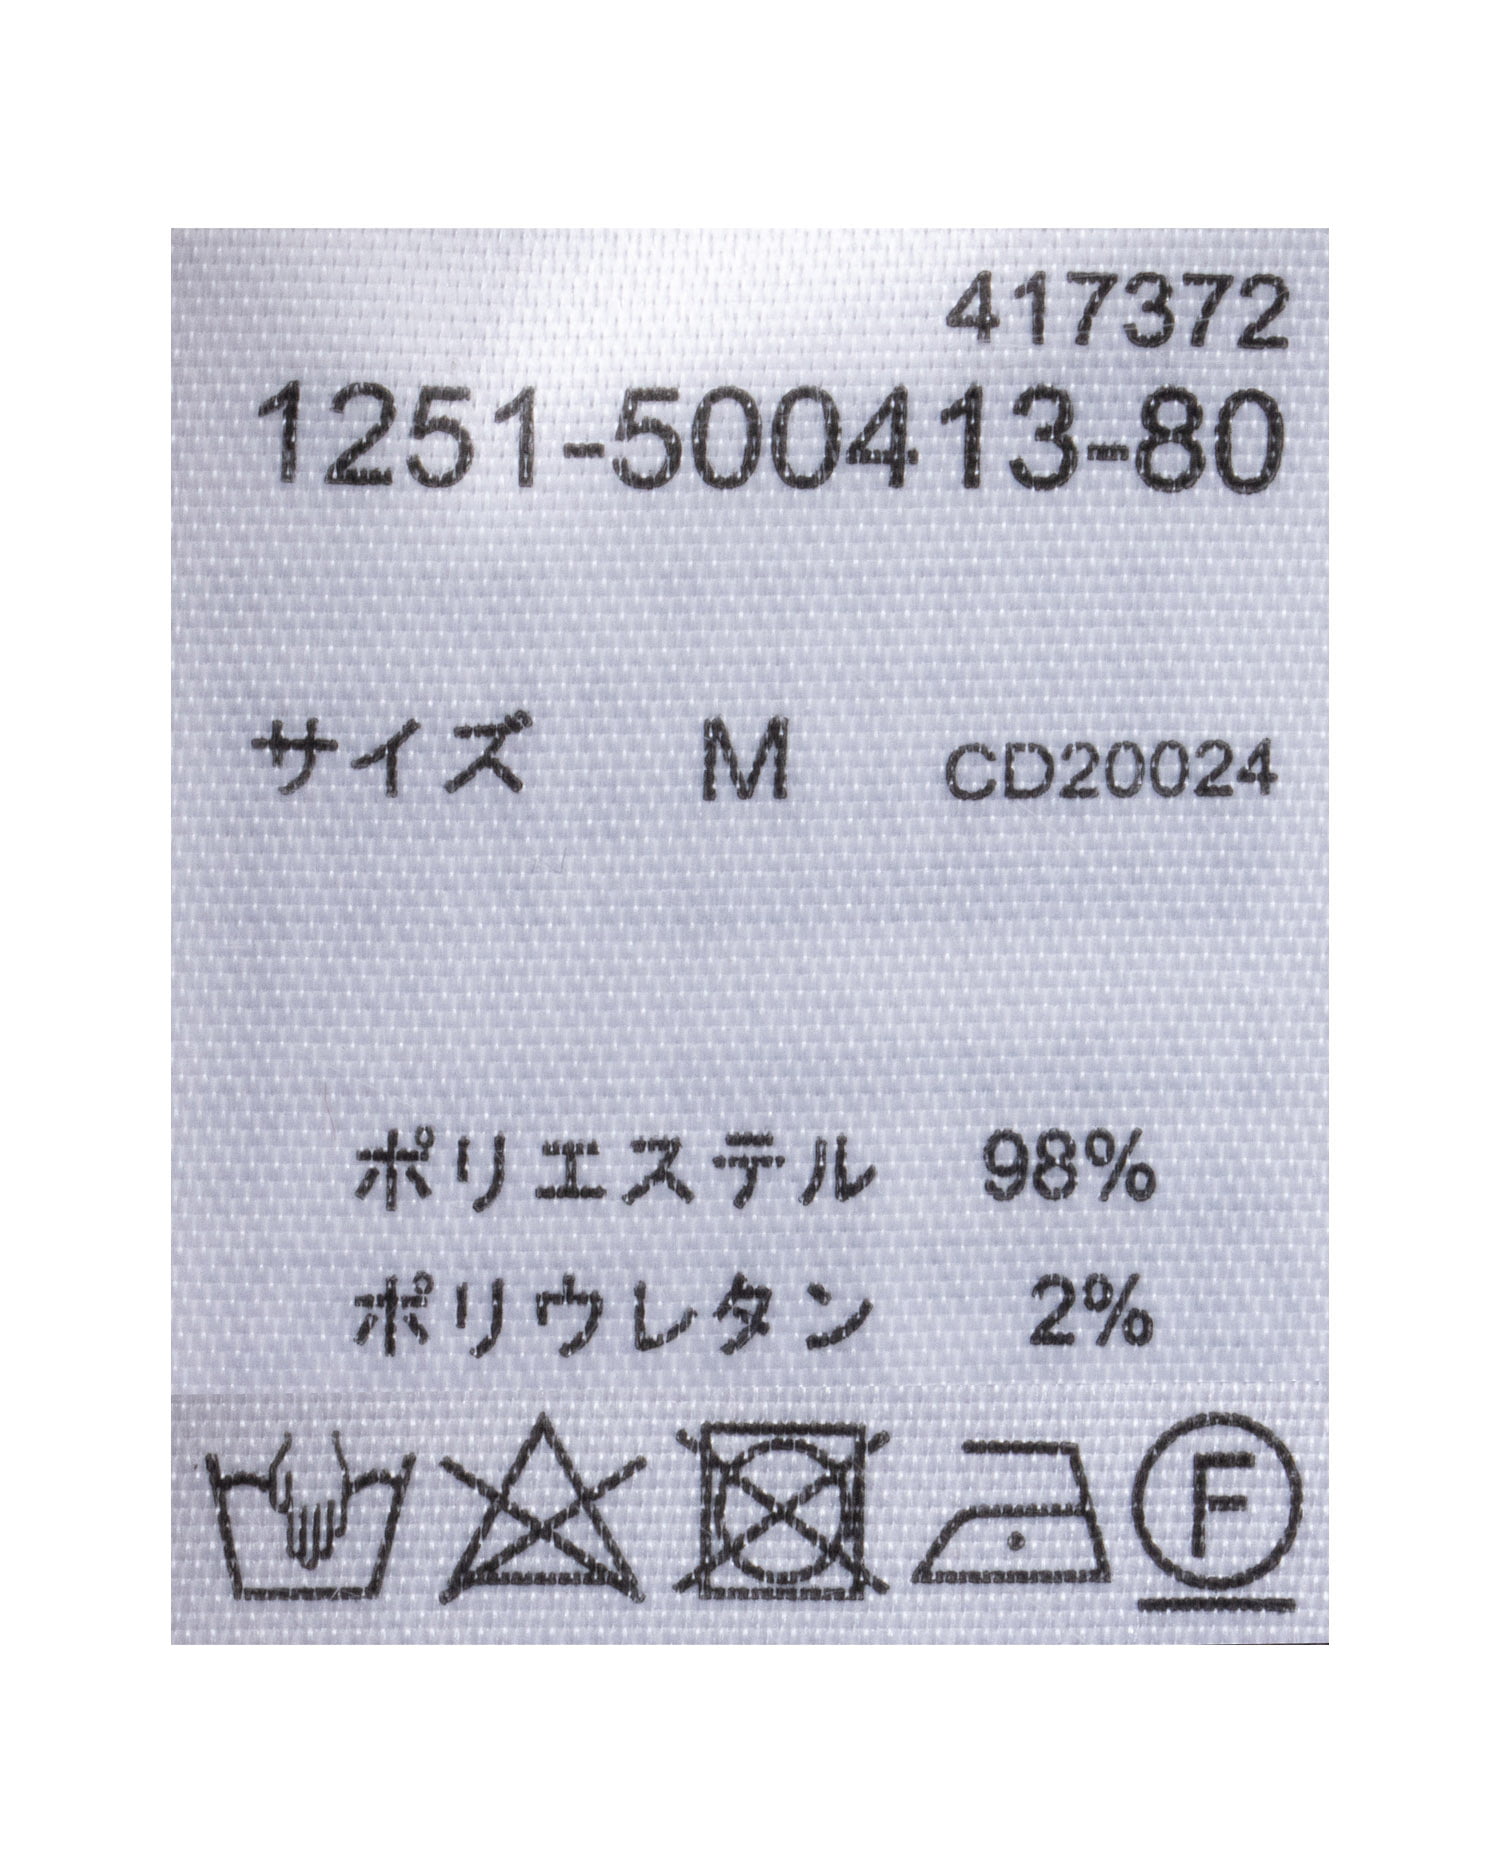 417372
1251-500413-80
サイズ M CD20024
ポリエステル 98%
ポリウレタン 2%
F